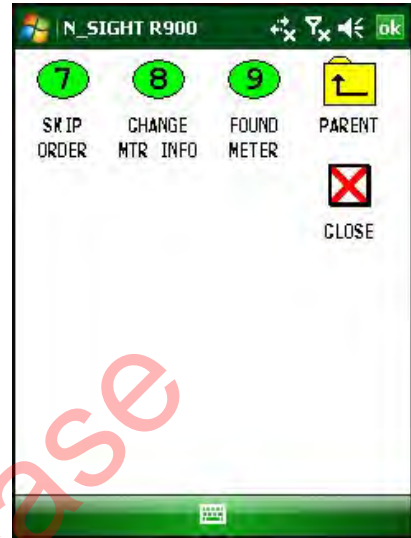 N_SIGHT R900
ok
7 8 9
SKIP CHANGE FOUND PARENT
ORDER MTR INFO METER
CLOSE
ase